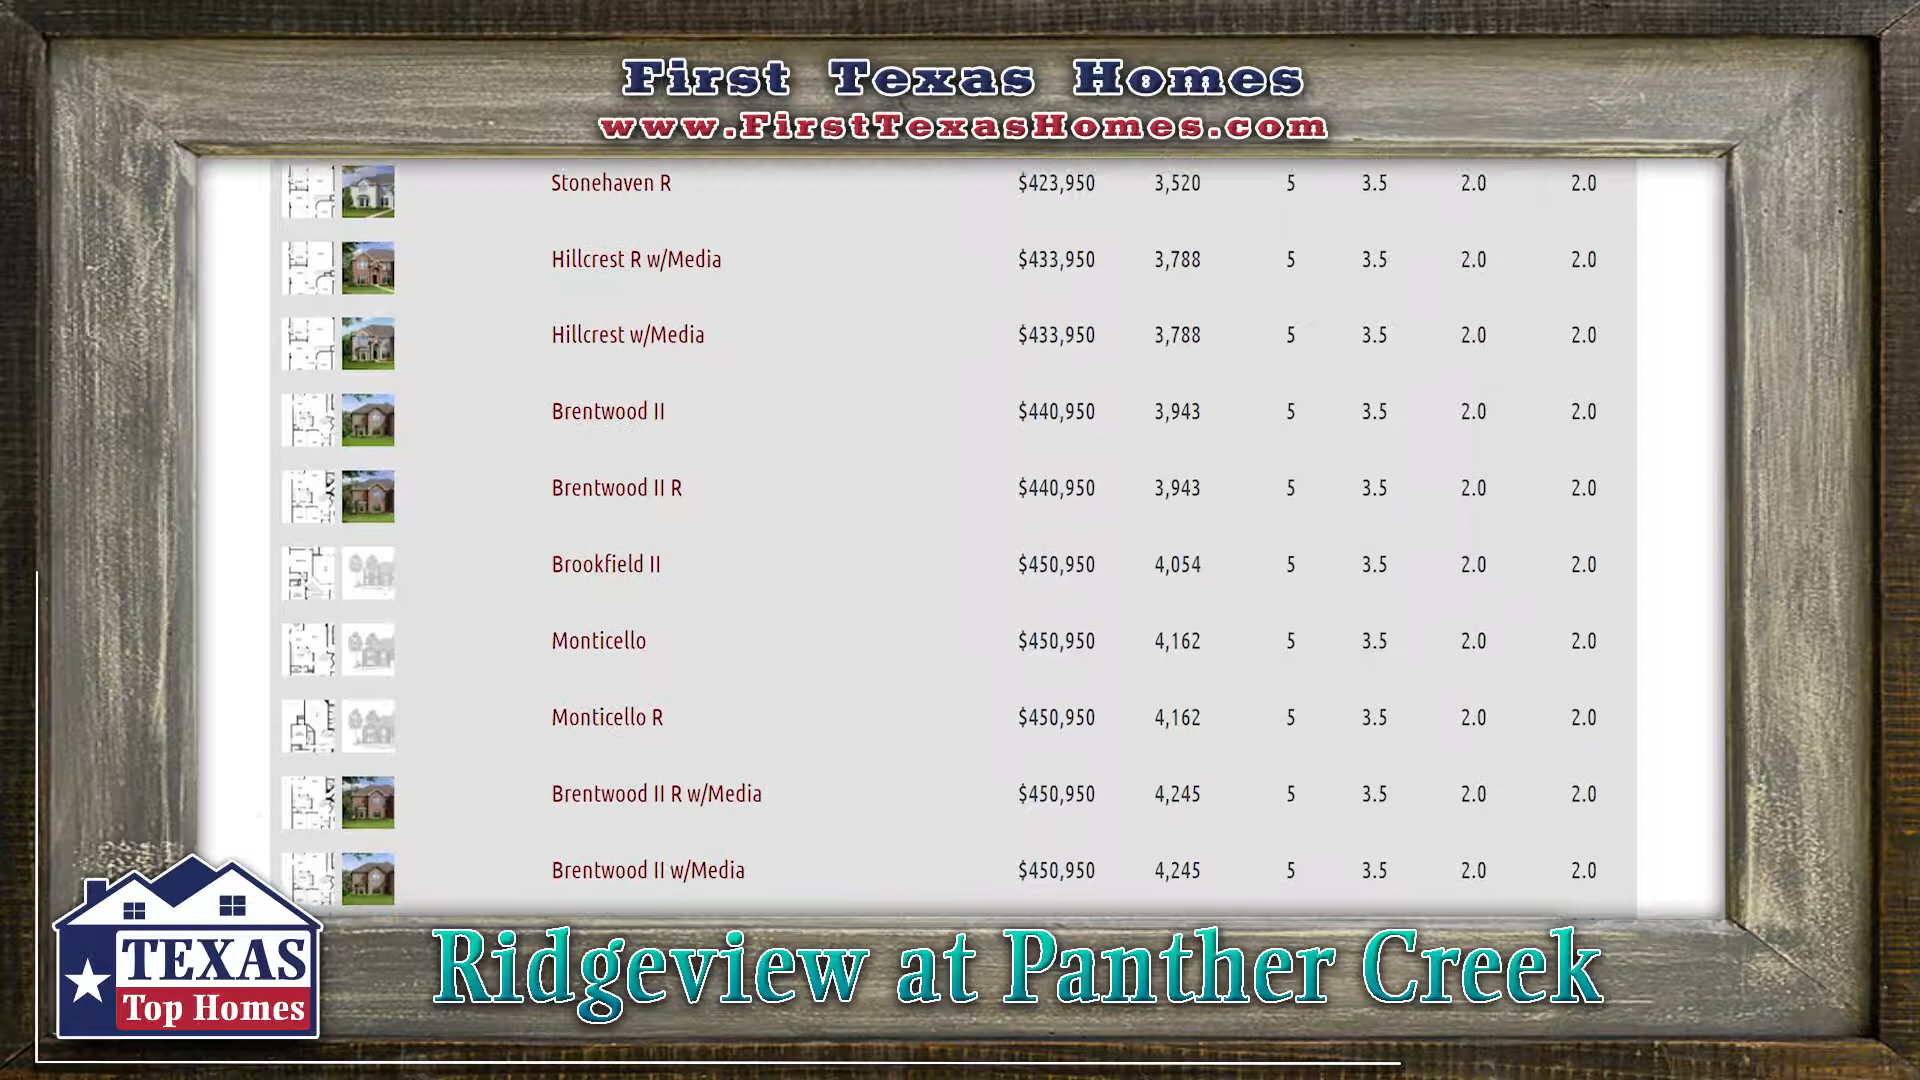 First Texas Homes
www.FirstTexasHomes.com
Stonehaven R $423,950 3,520 5 3.5 2.0 2.0
Hillcrest R w/Media $433,950 3,788 5 3.5 2.0 2.0
Hillcrest w/Media $433,950 3,788 5 3.5 2.0 2.0
Brentwood II $440,950 3,943 5 3.5 2.0 2.0
Brentwood II R $440,950 3,943 5 3.5 2.0 2.0
Brookfield II $450,950 4,054 5 3.5 2.0 2.0
Monticello $450,950 4,162 5 3.5 2.0 2.0
Monticello R $450,950 4,162 5 3.5 2.0 2.0
Brentwood II R w/Media $450,950 4,245 5 3.5 2.0 2.0
Brentwood II w/Media $450,950 4,245 5 3.5 2.0 2.0
TEXAS
Top Homes
Ridgeview at Panther Creek